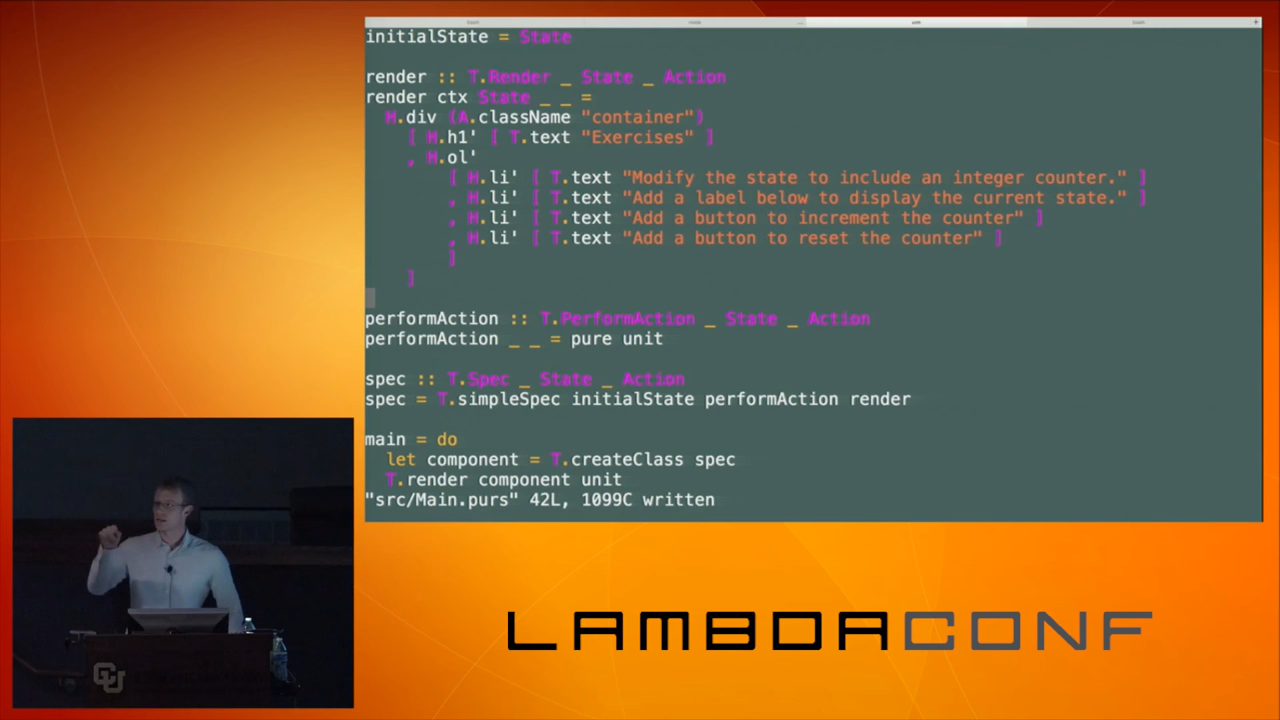 initialState = State
render :: T.Render _ State _ Action
render ctx State _ _ =
H.div (A.className "container")
[ H.h1' [ T.text "Exercises" ]
, H.ol'
[ H.li' [ T.text "Modify the state to include an integer counter." ]
, H.li' [ T.text "Add a label below to display the current state." ]
, H.li' [ T.text "Add a button to increment the counter" ]
, H.li' [ T.text "Add a button to reset the counter" ]
]
]
performAction :: T.PerformAction _ State _ Action
performAction _ _ = pure unit
spec :: T.Spec _ State _ Action
spec = T.simpleSpec initialState performAction render
main = do
let component = T.createClass spec
T.render component unit
"src/Main.purs" 42L, 1099C written
LAMBDACONF
CU